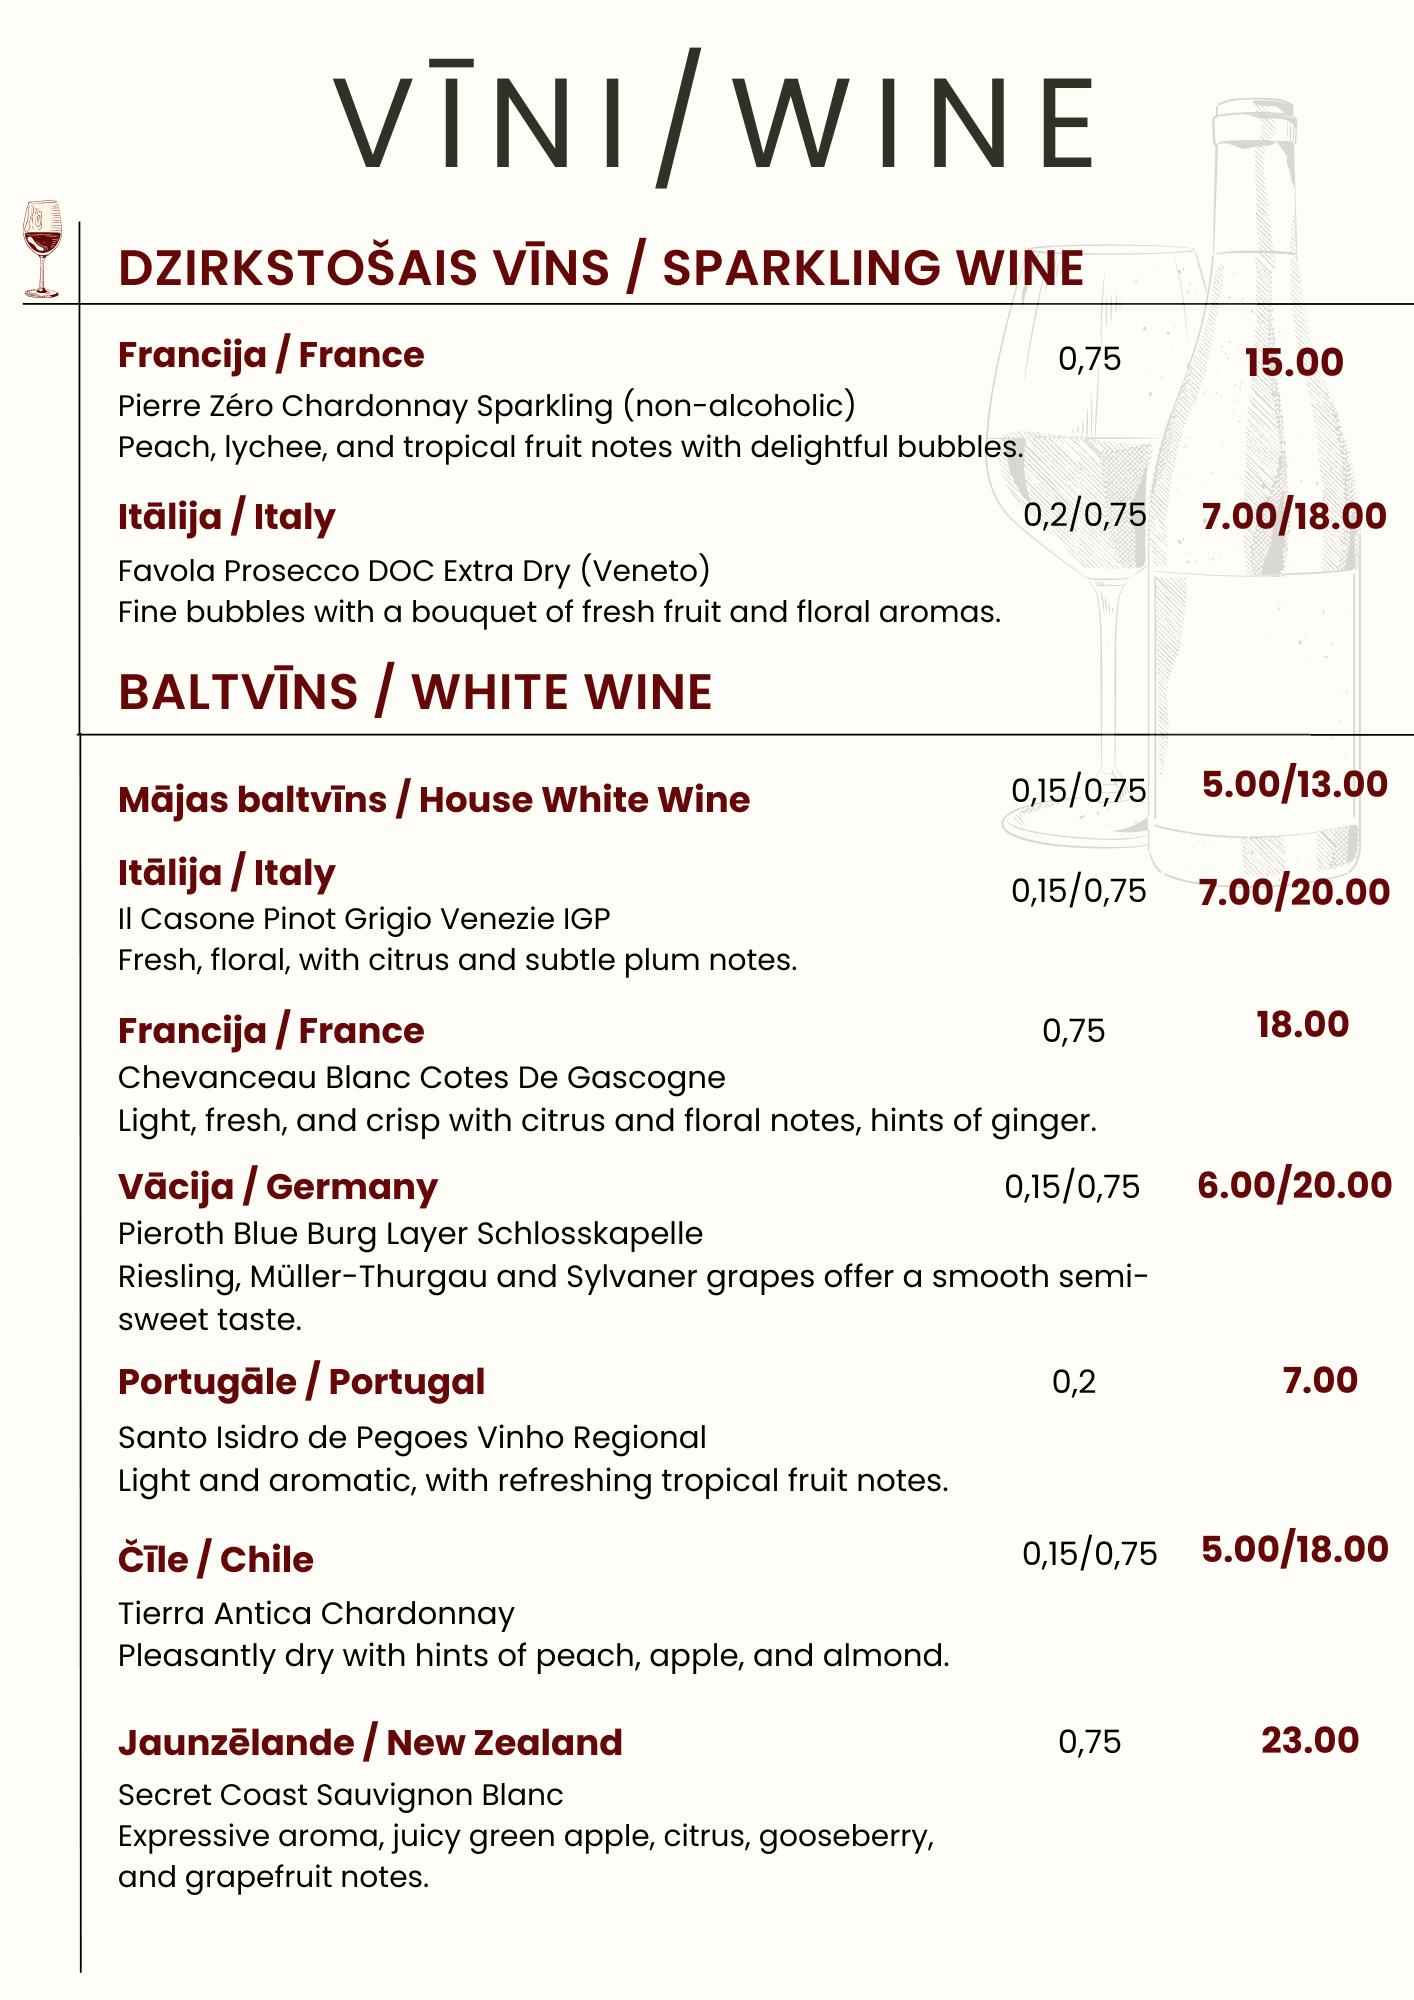 VĪNI/WINE
DZIRKSTOŠAIS VĪNS / SPARKLING WINE
Francija / France 0,75 15.00
Pierre Zéro Chardonnay Sparkling (non-alcoholic)
Peach, lychee, and tropical fruit notes with delightful bubbles.
Itālija / Italy 0,2/0,75 7.00/18.00
Favola Prosecco DOC Extra Dry (Veneto)
Fine bubbles with a bouquet of fresh fruit and floral aromas.
BALTVĪNS / WHITE WINE
Mājas baltvīns / House White Wine 0,15/0,75 5.00/13.00
Itālija / Italy 0,15/0,75 7.00/20.00
Il Casone Pinot Grigio Venezie IGP
Fresh, floral, with citrus and subtle plum notes.
Francija / France 0,75 18.00
Chevanceau Blanc Cotes De Gascogne
Light, fresh, and crisp with citrus and floral notes, hints of ginger.
Vācija / Germany 0,15/0,75 6.00/20.00
Pieroth Blue Burg Layer Schlosskapelle
Riesling, Müller-Thurgau and Sylvaner grapes offer a smooth semi-
sweet taste.
Portugāle / Portugal 0,2 7.00
Santo Isidro de Pegoes Vinho Regional
Light and aromatic, with refreshing tropical fruit notes.
Čīle / Chile 0,15/0,75 5.00/18.00
Tierra Antica Chardonnay
Pleasantly dry with hints of peach, apple, and almond.
Jaunzēlande / New Zealand 0,75 23.00
Secret Coast Sauvignon Blanc
Expressive aroma, juicy green apple, citrus, gooseberry,
and grapefruit notes.